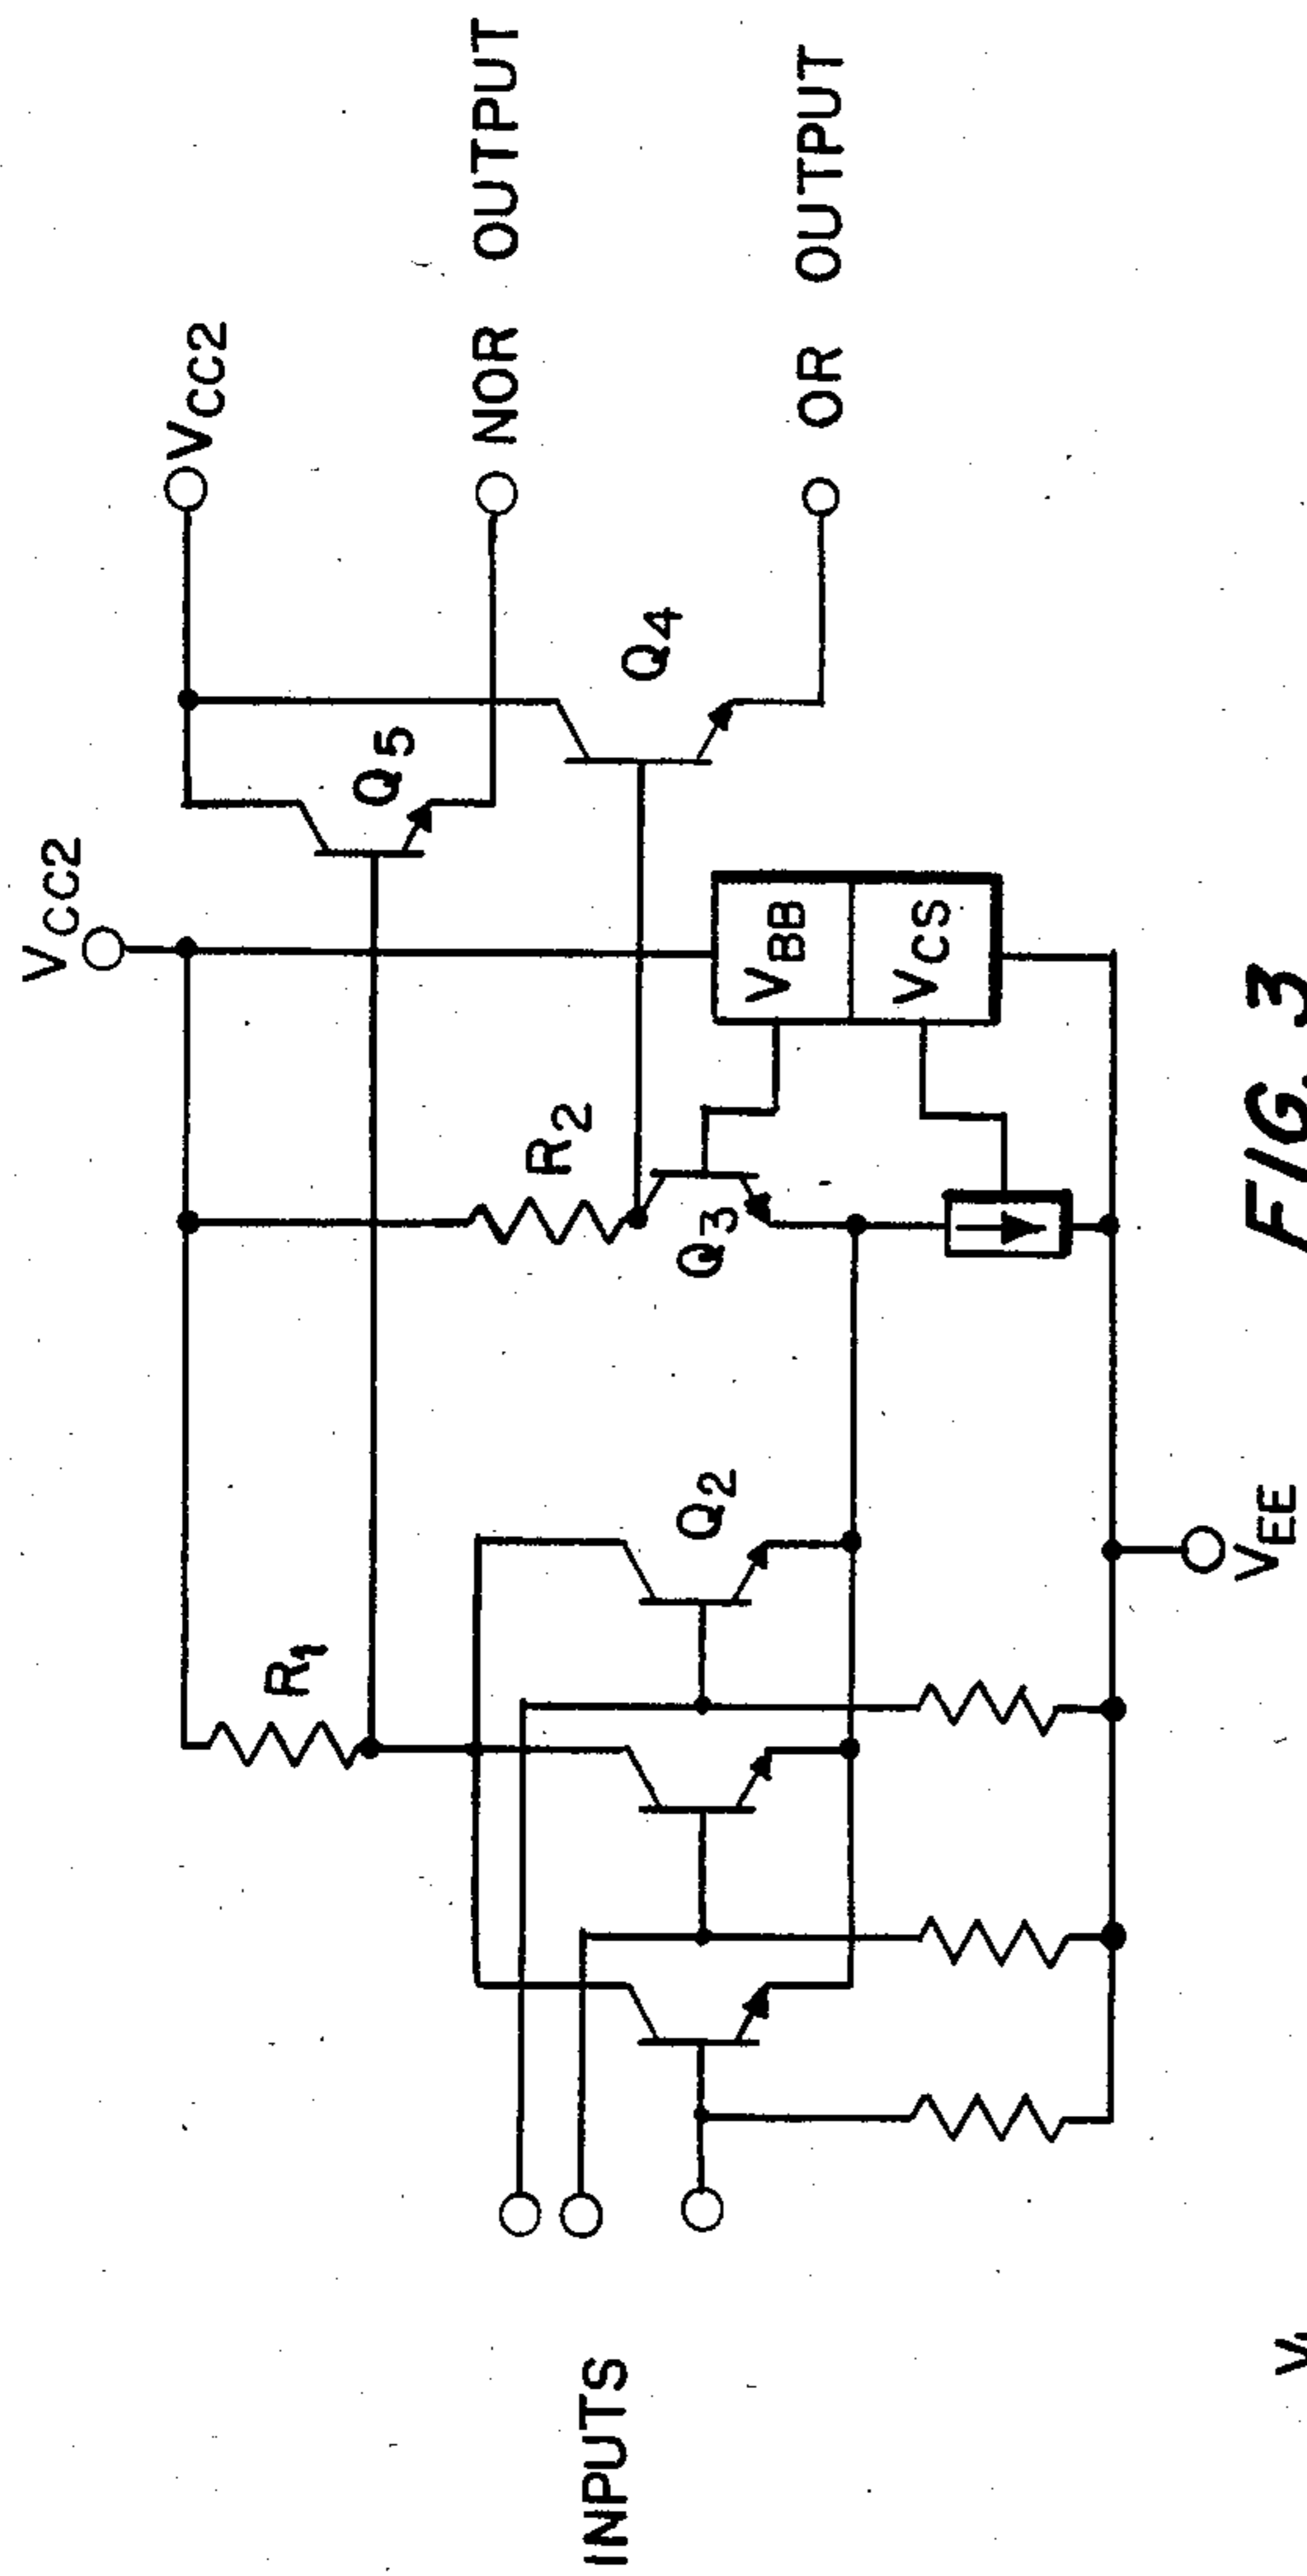 INPUTS
R1
Q2
VEE
VCC2
R2
Q3
VBB
VCS
Q5
Q4
VCC2
NOR OUTPUT
OR OUTPUT
FIG. 3